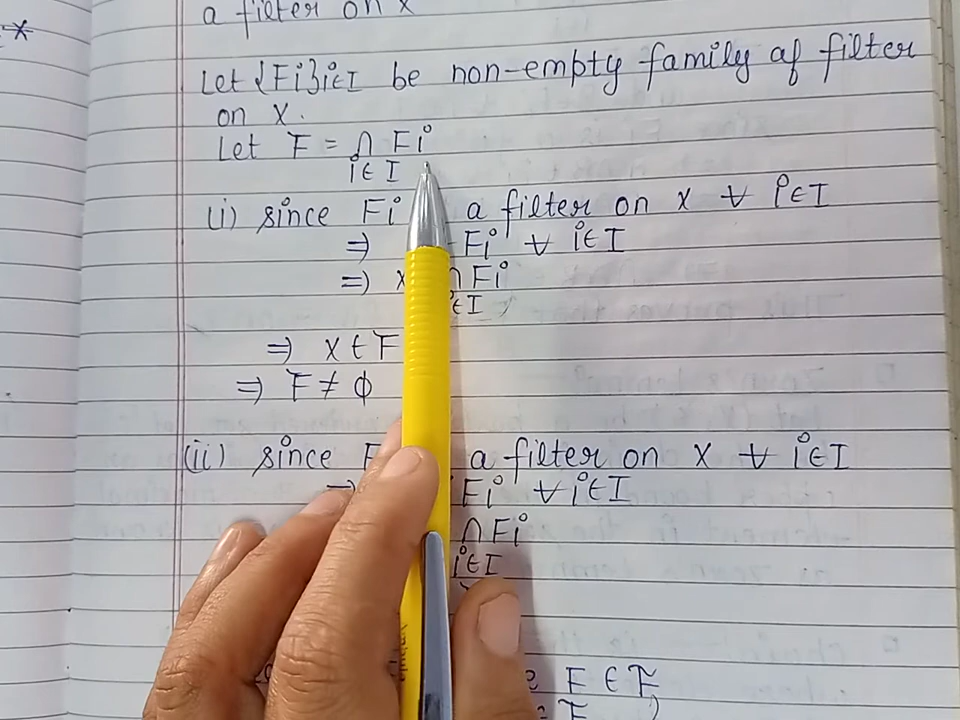 a filter on X
Let {Fi}i∈I be non-empty family af filter
on X.
Let F = ∩ Fi
i∈ I
(i) since Fi a filter on X ∀ i∈I
⇒ Fi ∀ i∈I
⇒ X ∩ Fi
i∈I
⇒ X ∈ F
⇒ F ≠ ϕ
(ii) since F a filter on X ∀ i∈I
⇒ Fi ∀ i∈I
∩ Fi
i∈I
F ∈ F